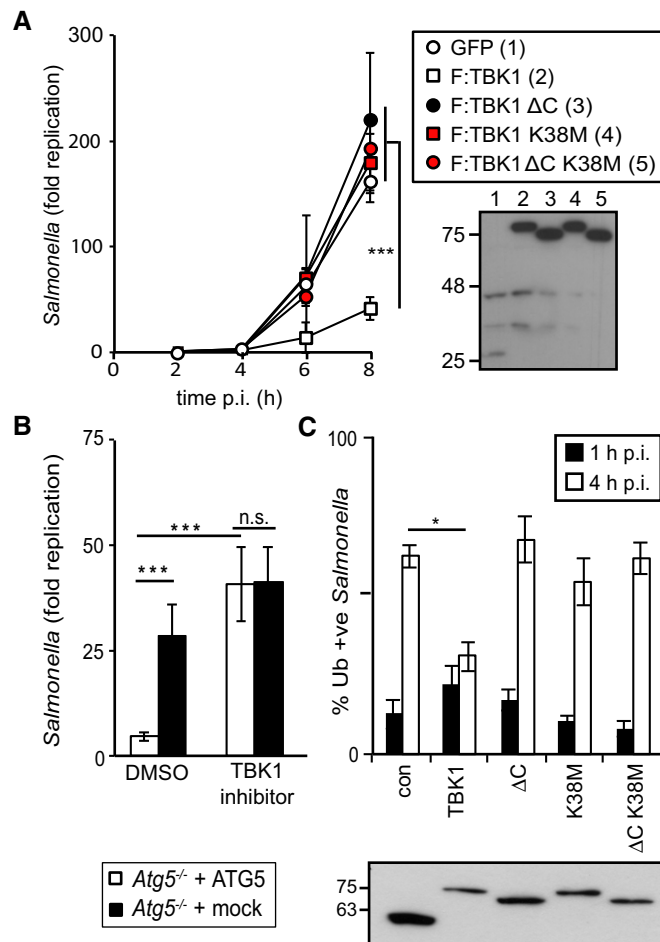 A
Salmonella (fold replication)
300
200
100
0
0 2 4 6 8
time p.i. (h)
***
GFP (1)
F:TBK1 (2)
F:TBK1 ΔC (3)
F:TBK1 K38M (4)
F:TBK1 ΔC K38M (5)
1 2 3 4 5
75
48
25
B
Salmonella (fold replication)
75
50
25
0
***
***
n.s.
DMSO
TBK1
inhibitor
Atg5-/- + ATG5
Atg5-/- + mock
C
% Ub +ve Salmonella
100
0
*
1 h p.i.
4 h p.i.
con
TBK1
ΔC
K38M
ΔC K38M
75
63